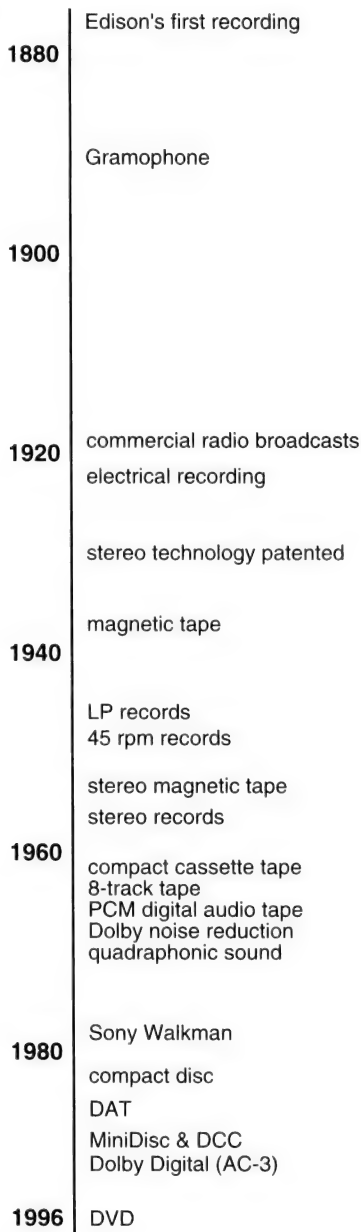 Edison's first recording
1880
Gramophone
1900
commercial radio broadcasts
1920
electrical recording
stereo technology patented
magnetic tape
1940
LP records
45 rpm records
stereo magnetic tape
stereo records
1960
compact cassette tape
8-track tape
PCM digital audio tape
Dolby noise reduction
quadraphonic sound
Sony Walkman
1980
compact disc
DAT
MiniDisc & DCC
Dolby Digital (AC-3)
1996 DVD